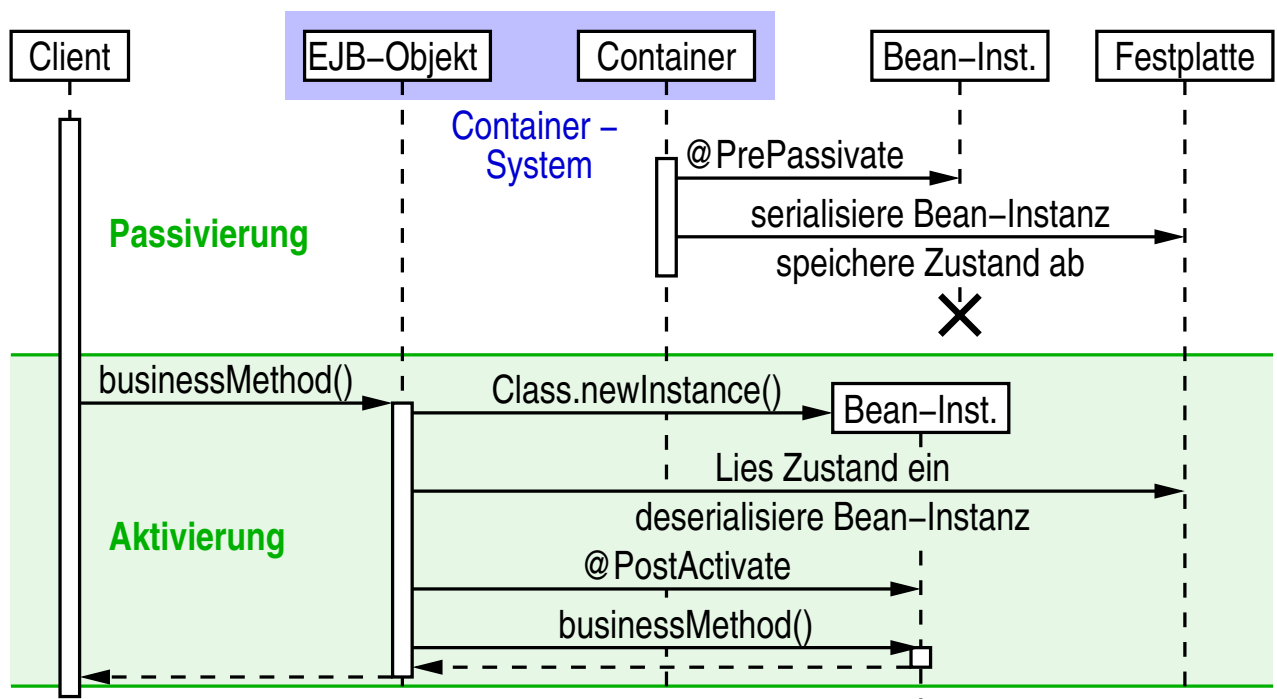 Client
EJB–Objekt
Container
Bean–Inst.
Festplatte
Container –
System
@PrePassivate
serialisiere Bean–Instanz
Passivierung
speichere Zustand ab
businessMethod()
Class.newInstance()
Bean–Inst.
Lies Zustand ein
deserialisiere Bean–Instanz
Aktivierung
@PostActivate
businessMethod()